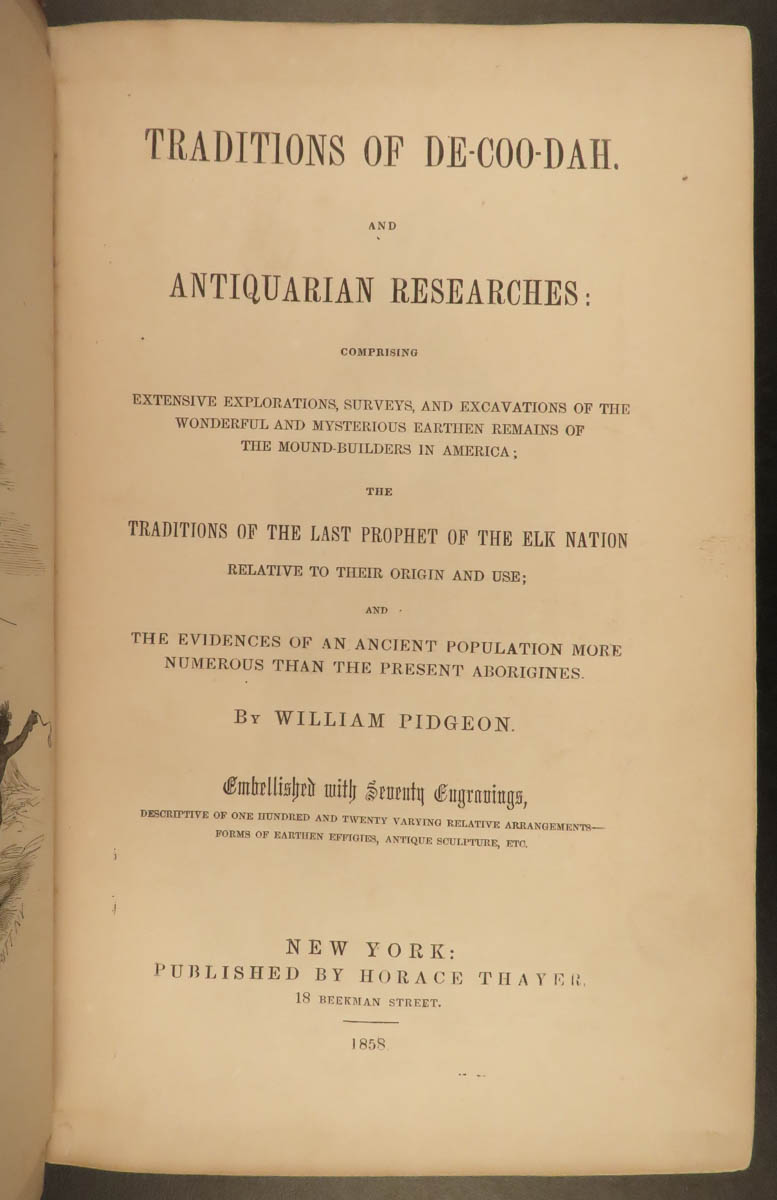 TRADITIONS OF DE-COO-DAH.
AND
ANTIQUARIAN RESEARCHES:
COMPRISING
EXTENSIVE EXPLORATIONS, SURVEYS, AND EXCAVATIONS OF THE
WONDERFUL AND MYSTERIOUS EARTHEN REMAINS OF
THE MOUND-BUILDERS IN AMERICA;
THE
TRADITIONS OF THE LAST PROPHET OF THE ELK NATION
RELATIVE TO THEIR ORIGIN AND USE;
AND
THE EVIDENCES OF AN ANCIENT POPULATION MORE
NUMEROUS THAN THE PRESENT ABORIGINES.
BY WILLIAM PIDGEON.
Embellished with Seventy Engravings,
DESCRIPTIVE OF ONE HUNDRED AND TWENTY VARYING RELATIVE ARRANGEMENTS—
FORMS OF EARTHEN EFFIGIES, ANTIQUE SCULPTURE, ETC.
NEW YORK:
PUBLISHED BY HORACE THAYER,
18 BEEKMAN STREET.
1858.